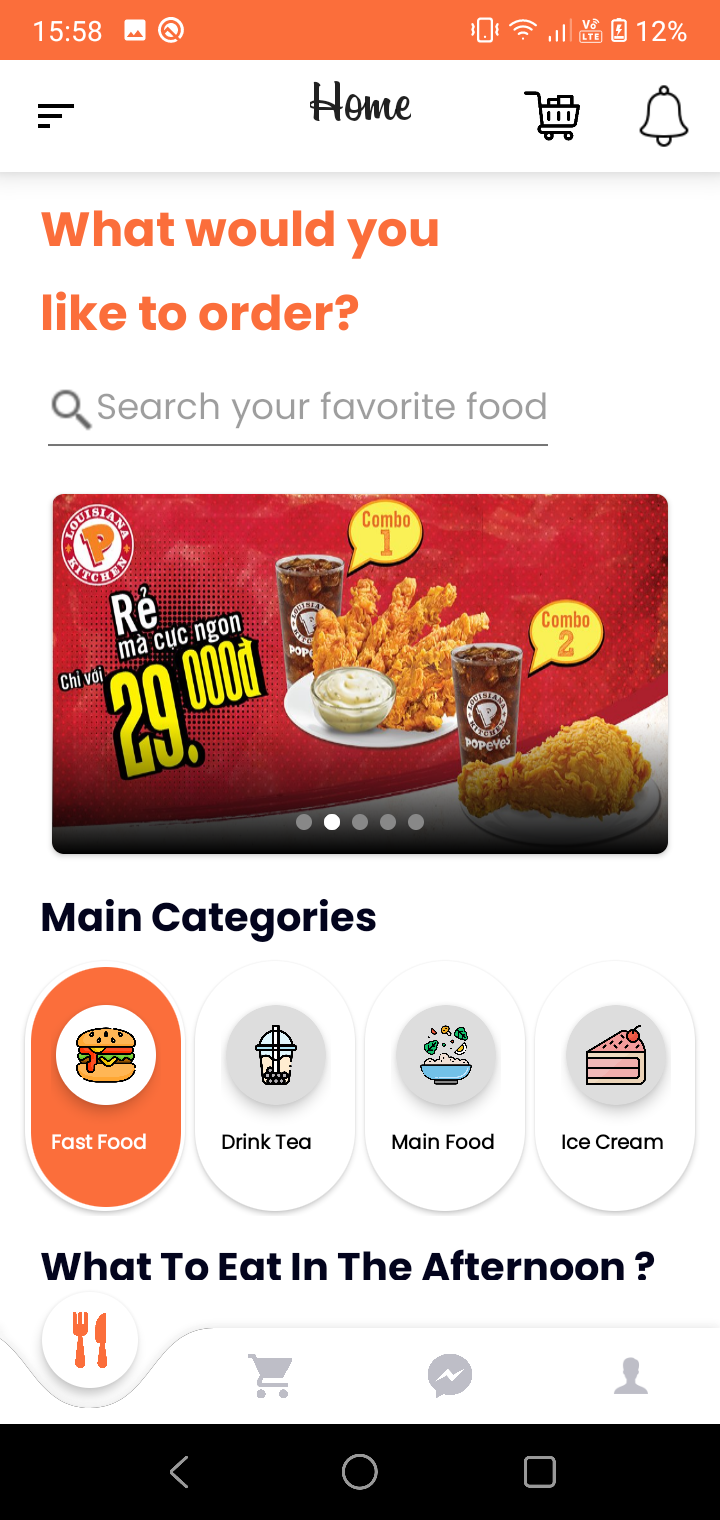 15:58
Vo LTE
12%
Home
What would you
like to order?
Search your favorite food
LOUISIANA
P
KITCHEN
Rẻ
mà cực ngon
Chỉ với
29.000đ
Combo
1
Combo
2
POPEYES
Main Categories
Fast Food
Drink Tea
Main Food
Ice Cream
What To Eat In The Afternoon ?